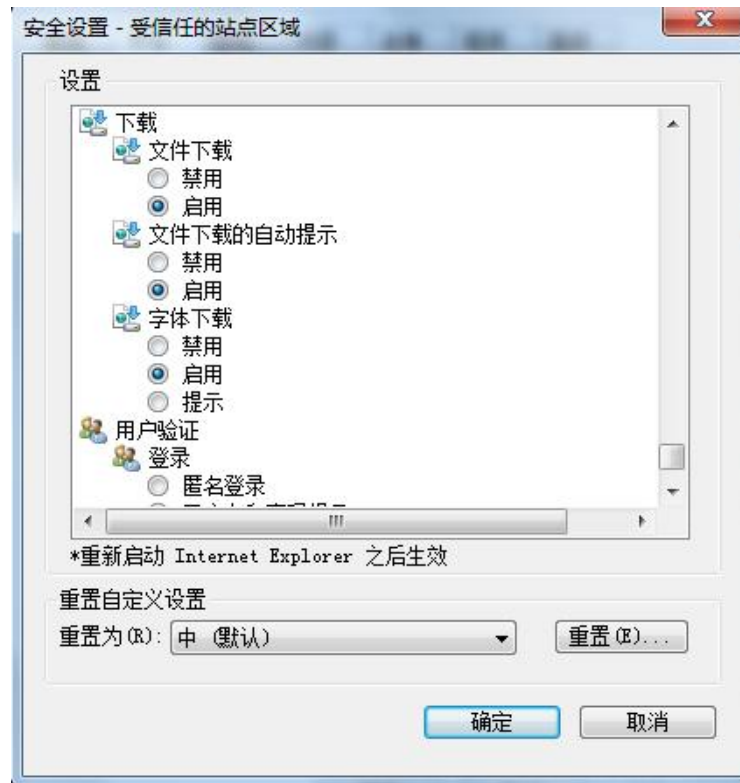 安全设置 - 受信任的站点区域
设置
下载
文件下载
禁用
启用
文件下载的自动提示
禁用
启用
字体下载
禁用
启用
提示
用户验证
登录
匿名登录
*重新启动 Internet Explorer 之后生效
重置自定义设置
重置为(R): 中 (默认) 重置(E)...
确定 取消